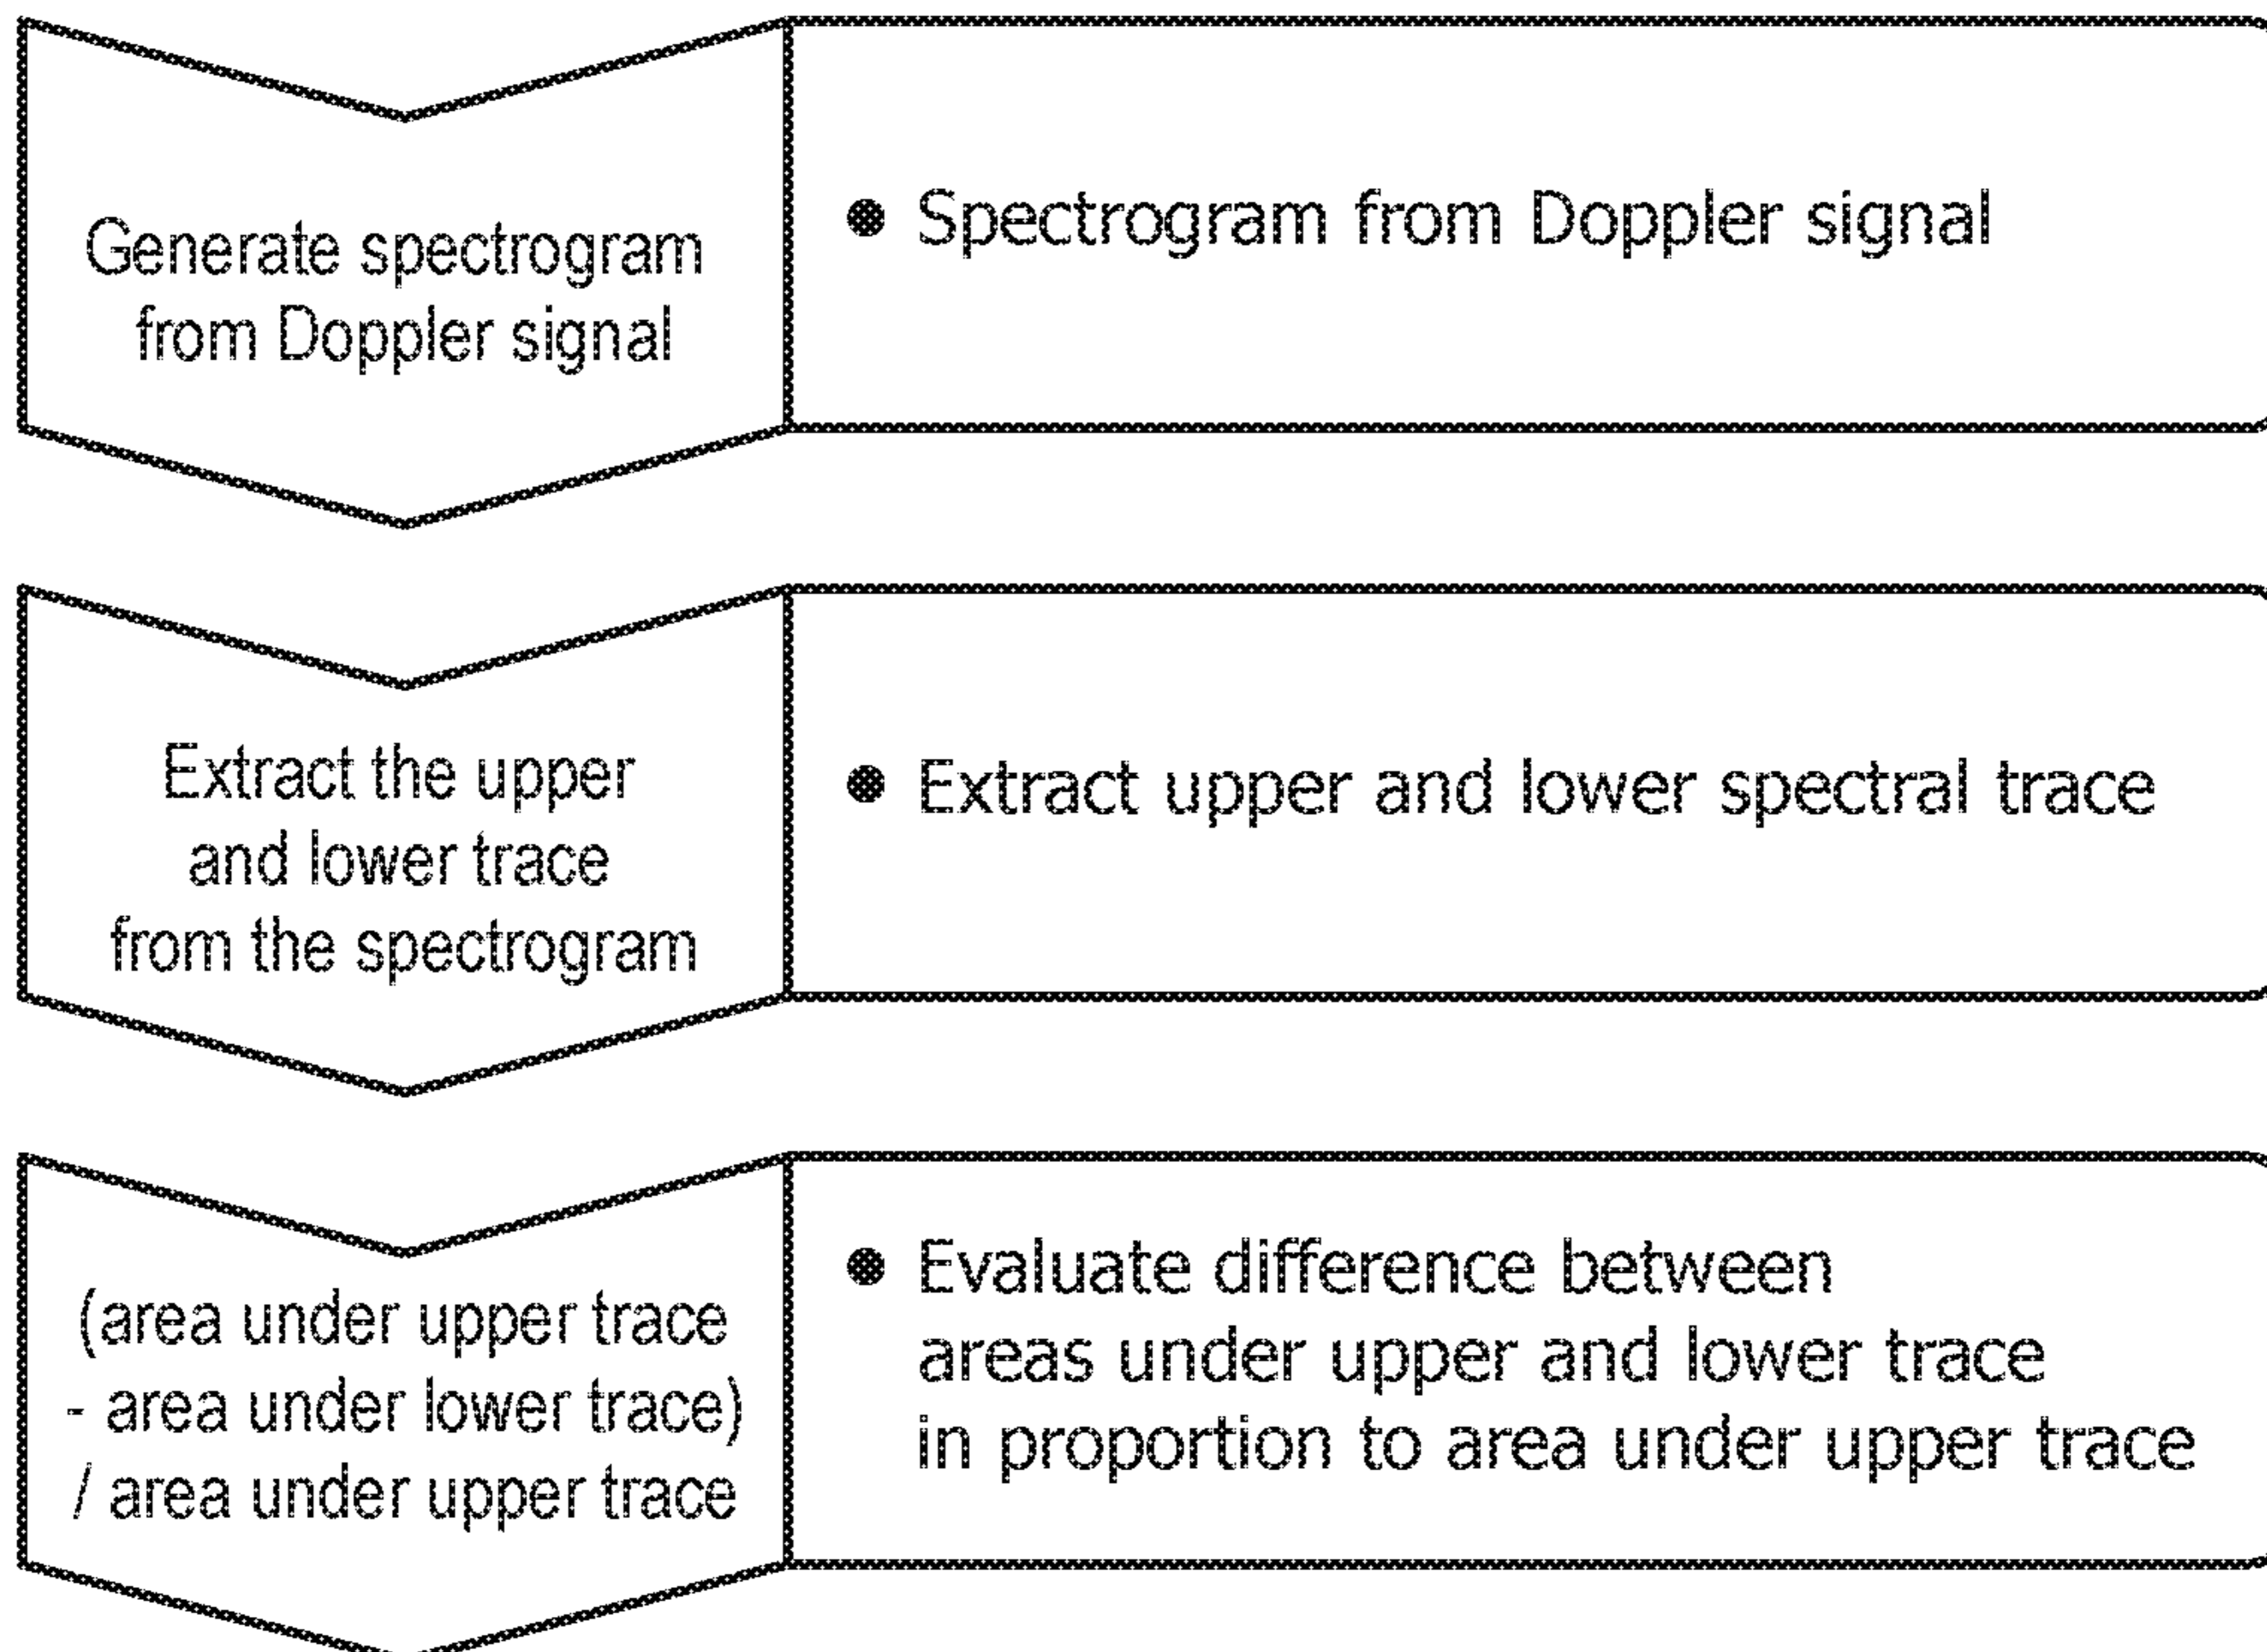 Generate spectrogram
from Doppler signal
● Spectrogram from Doppler signal
Extract the upper
and lower trace
from the spectrogram
● Extract upper and lower spectral trace
(area under upper trace
- area under lower trace)
/ area under upper trace
● Evaluate difference between
areas under upper and lower trace
in proportion to area under upper trace